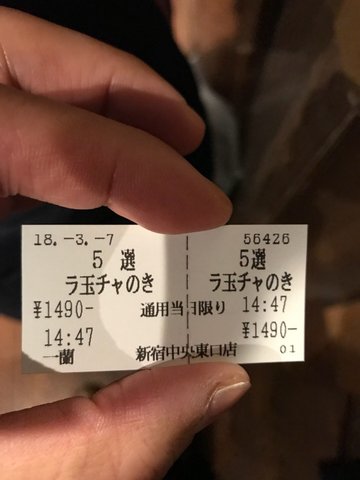 18.-3.-7 56426
5 選 5選
ラ玉チャのき ラ玉チャのき
¥1490- 通用当日限り 14:47
14:47 ¥1490-
一蘭 新宿中央東口店 01